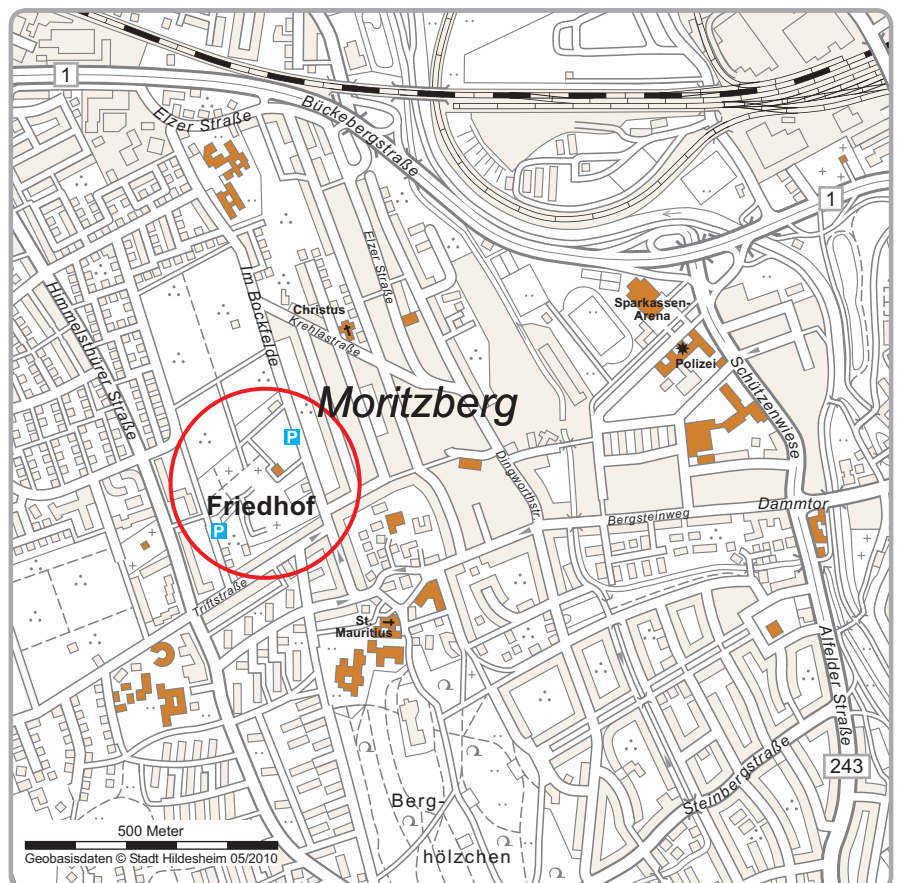 1
Elzer Straße
Bückebergstraße
1
Himmelsthürer Straße
Im Bockfelde
Elzer Straße
Christus
Krehlastraße
Sparkassen-
Arena
Polizei
Schützenwiese
Moritzberg
P
Friedhof
P
Dingworthstr.
Bergsteinweg
Dammtor
Triftstraße
St.
Mauritius
Alfelder Straße
Steinbergstraße
243
Berg-
hölzchen
500 Meter
Geobasisdaten © Stadt Hildesheim 05/2010